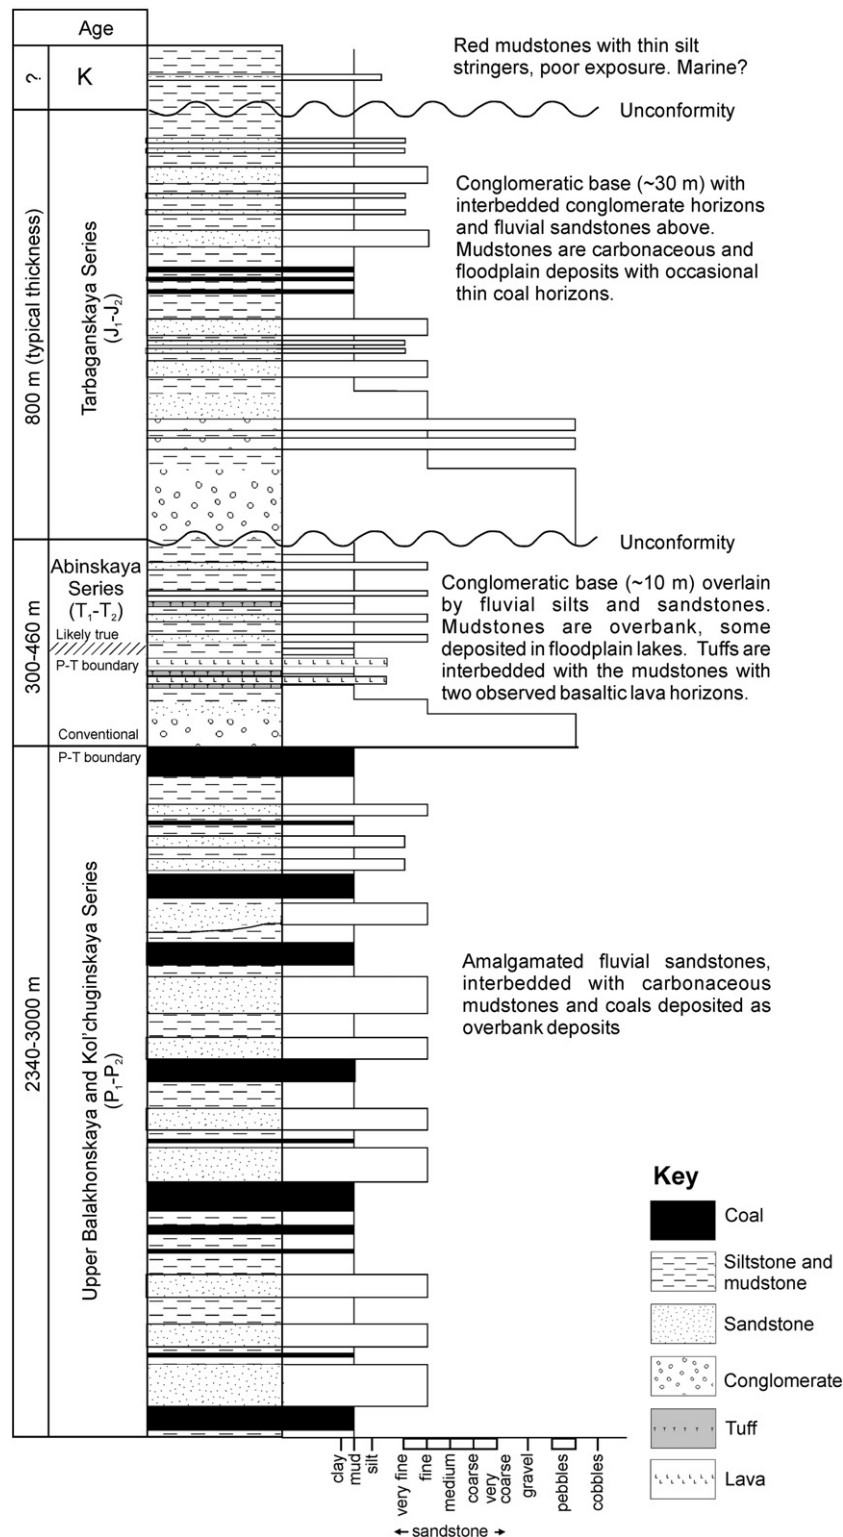 Age
?
K
Red mudstones with thin silt
stringers, poor exposure. Marine?
Unconformity
800 m (typical thickness)
Tarbaganskaya Series
(J₁-J₂)
Conglomeratic base (~30 m) with
interbedded conglomerate horizons
and fluvial sandstones above.
Mudstones are carbonaceous and
floodplain deposits with occasional
thin coal horizons.
Unconformity
300-460 m
Abinskaya
Series
(T₁-T₂)
Likely true
P-T boundary
Conventional
P-T boundary
Conglomeratic base (~10 m) overlain
by fluvial silts and sandstones.
Mudstones are overbank, some
deposited in floodplain lakes. Tuffs are
interbedded with the mudstones with
two observed basaltic lava horizons.
2340-3000 m
Upper Balakhonskaya and Kol'chuginskaya Series
(P₁-P₂)
Amalgamated fluvial sandstones,
interbedded with carbonaceous
mudstones and coals deposited as
overbank deposits
Key
Coal
Siltstone and
mudstone
Sandstone
Conglomerate
Tuff
Lava
clay
mud
silt
very fine
fine
medium
coarse
very
coarse
gravel
pebbles
cobbles
←sandstone→